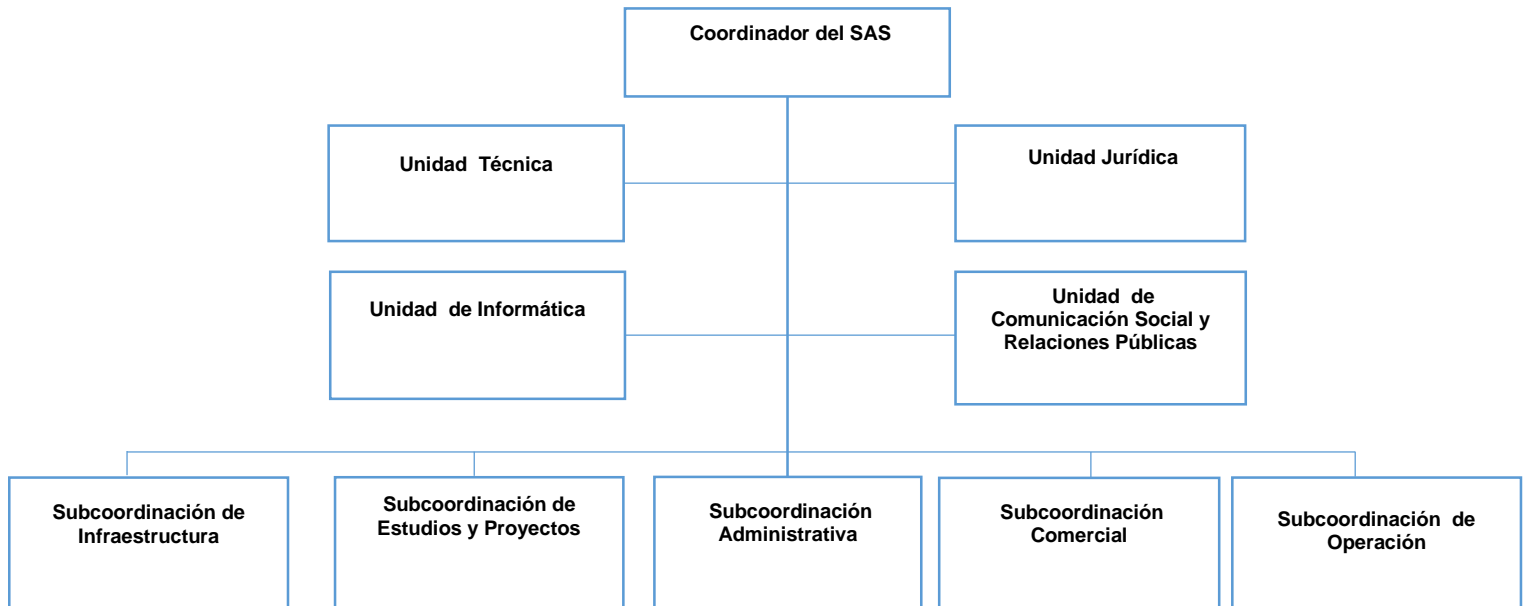 Coordinador del SAS
Unidad Técnica
Unidad Jurídica
Unidad de Informática
Unidad de
Comunicación Social y
Relaciones Públicas
Subcoordinación de
Infraestructura
Subcoordinación de
Estudios y Proyectos
Subcoordinación
Administrativa
Subcoordinación
Comercial
Subcoordinación de
Operación